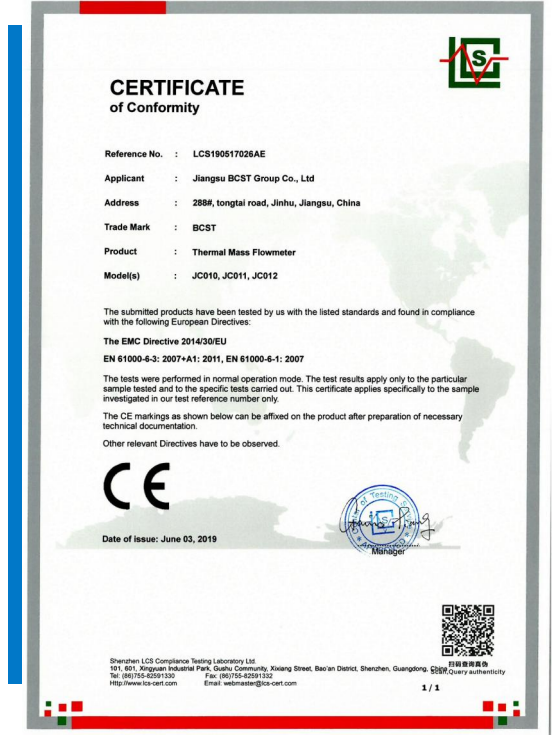 LCS
CERTIFICATE
of Conformity
Reference No. : LCS190517026AE
Applicant : Jiangsu BCST Group Co., Ltd
Address : 288#, tongtai road, Jinhu, Jiangsu, China
Trade Mark : BCST
Product : Thermal Mass Flowmeter
Model(s) : JC010, JC011, JC012
The submitted products have been tested by us with the listed standards and found in compliance
with the following European Directives:
The EMC Directive 2014/30/EU
EN 61000-6-3: 2007+A1: 2011, EN 61000-6-1: 2007
The tests were performed in normal operation mode. The test results apply only to the particular
sample tested and to the specific tests carried out. This certificate applies specifically to the sample
investigated in our test reference number only.
The CE markings as shown below can be affixed on the product after preparation of necessary
technical documentation.
Other relevant Directives have to be observed.
CE
of Testing
Date of issue: June 03, 2019
Manager
Shenzhen LCS Compliance Testing Laboratory Ltd.
101, 601, Xingyuan Industrial Park, Gushu Community, Xixiang Street, Bao'an District, Shenzhen, Guangdong, China
Tel: (86)755-82591330 Fax: (86)755-82591332
Http://www.lcs-cert.com Email: webmaster@lcs-cert.com
扫码查询真伪
Scan,Query authenticity
1 / 1